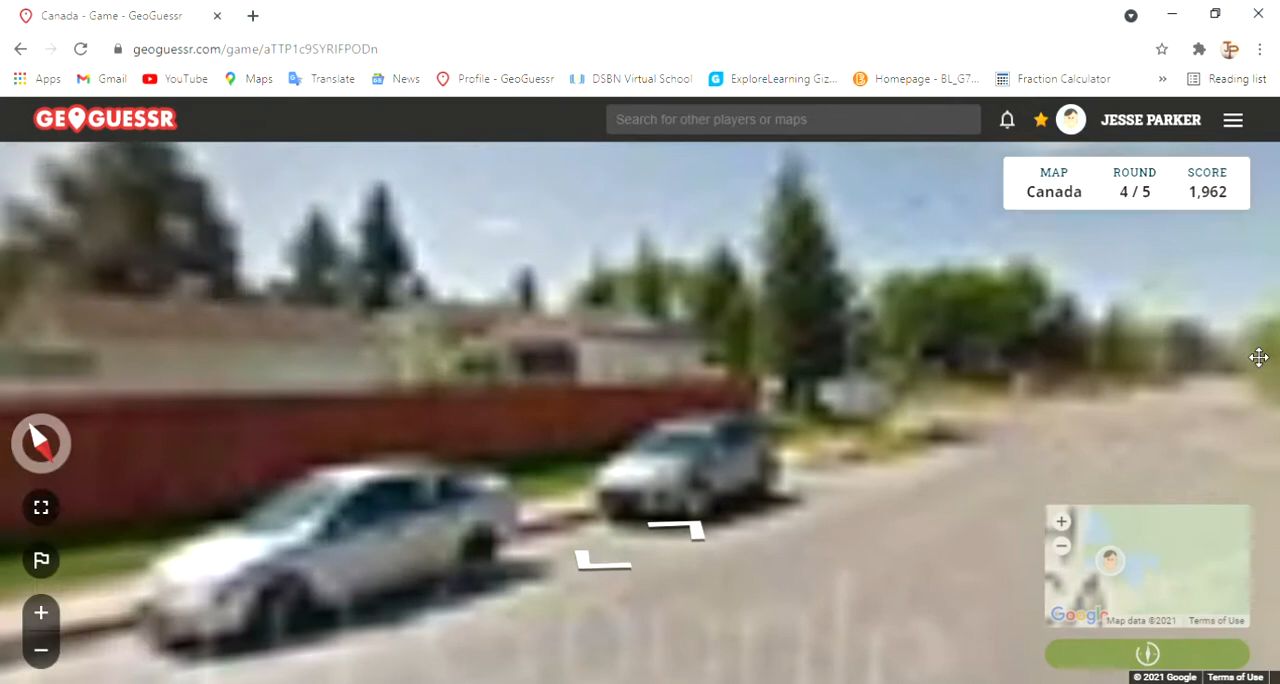 Canada - Game - GeoGuessr
geoguessr.com/game/aTTP1c9SYRIFPODn
Apps Gmail YouTube Maps Translate News Profile - GeoGuessr DSBN Virtual School ExploreLearning Giz... Homepage - BL_G7... Fraction Calculator » Reading list
GEOGUESSR
Search for other players or maps
JESSE PARKER
MAP ROUND SCORE
Canada 4 / 5 1,962
Google
Map data ©2021 Terms of Use
© 2021 Google Terms of Use